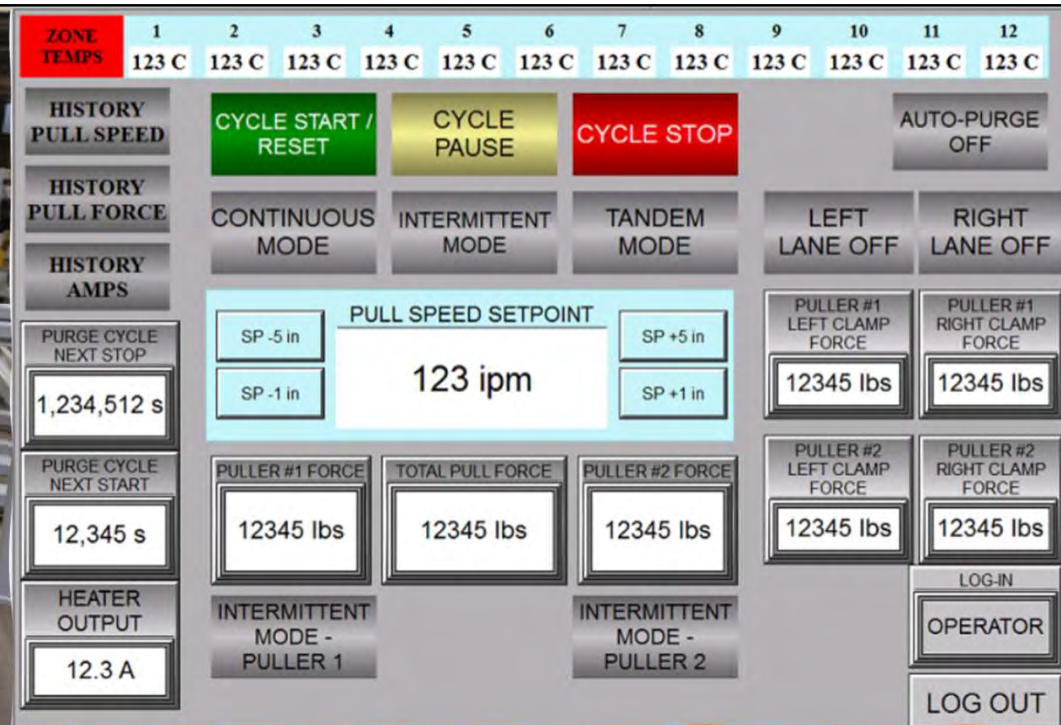 ZONE TEMPS
1 2 3 4 5 6 7 8 9 10 11 12
123 C 123 C 123 C 123 C 123 C 123 C 123 C 123 C 123 C 123 C 123 C 123 C
HISTORY
PULL SPEED
CYCLE START /
RESET
CYCLE
PAUSE
CYCLE STOP
AUTO-PURGE
OFF
HISTORY
PULL FORCE
CONTINUOUS
MODE
INTERMITTENT
MODE
TANDEM
MODE
LEFT
LANE OFF
RIGHT
LANE OFF
HISTORY
AMPS
PURGE CYCLE
NEXT STOP
1,234,512 s
SP -5 in
SP -1 in
PULL SPEED SETPOINT
123 ipm
SP +5 in
SP +1 in
PULLER #1
LEFT CLAMP
FORCE
12345 lbs
PULLER #1
RIGHT CLAMP
FORCE
12345 lbs
PURGE CYCLE
NEXT START
12,345 s
PULLER #1 FORCE
12345 lbs
TOTAL PULL FORCE
12345 lbs
PULLER #2 FORCE
12345 lbs
PULLER #2
LEFT CLAMP
FORCE
12345 lbs
PULLER #2
RIGHT CLAMP
FORCE
12345 lbs
HEATER
OUTPUT
12.3 A
INTERMITTENT
MODE -
PULLER 1
INTERMITTENT
MODE -
PULLER 2
LOG-IN
OPERATOR
LOG OUT